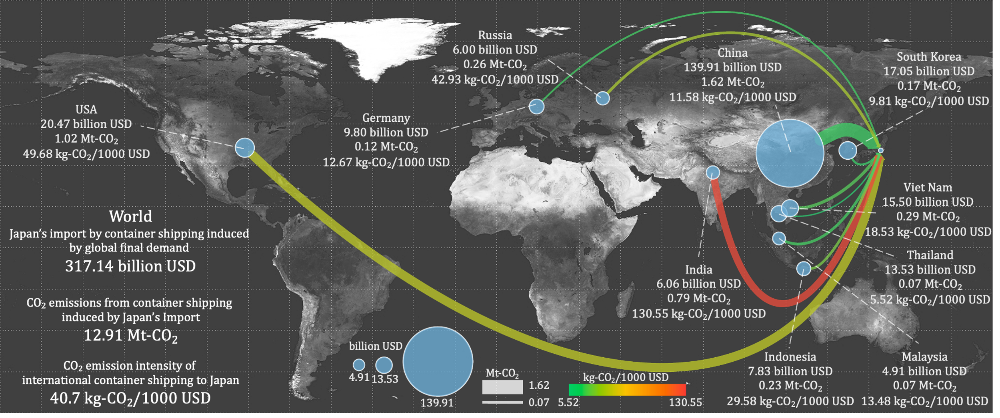 Russia
6.00 billion USD
0.26 Mt-CO₂
42.93 kg-CO₂/1000 USD
China
139.91 billion USD
1.62 Mt-CO₂
11.58 kg-CO₂/1000 USD
South Korea
17.05 billion USD
0.17 Mt-CO₂
9.81 kg-CO₂/1000 USD
USA
20.47 billion USD
1.02 Mt-CO₂
49.68 kg-CO₂/1000 USD
Germany
9.80 billion USD
0.12 Mt-CO₂
12.67 kg-CO₂/1000 USD
Viet Nam
15.50 billion USD
0.29 Mt-CO₂
18.53 kg-CO₂/1000 USD
World
Japan's import by container shipping induced
by global final demand
317.14 billion USD
CO₂ emissions from container shipping
induced by Japan's Import
12.91 Mt-CO₂
CO₂ emission intensity of
international container shipping to Japan
40.7 kg-CO₂/1000 USD
India
6.06 billion USD
0.79 Mt-CO₂
130.55 kg-CO₂/1000 USD
Thailand
13.53 billion USD
0.07 Mt-CO₂
5.52 kg-CO₂/1000 USD
Indonesia
7.83 billion USD
0.23 Mt-CO₂
29.58 kg-CO₂/1000 USD
Malaysia
4.91 billion USD
0.07 Mt-CO₂
13.48 kg-CO₂/1000 USD
billion USD
4.91
13.53
139.91
Mt-CO₂
1.62
0.07
kg-CO₂/1000 USD
5.52
130.55